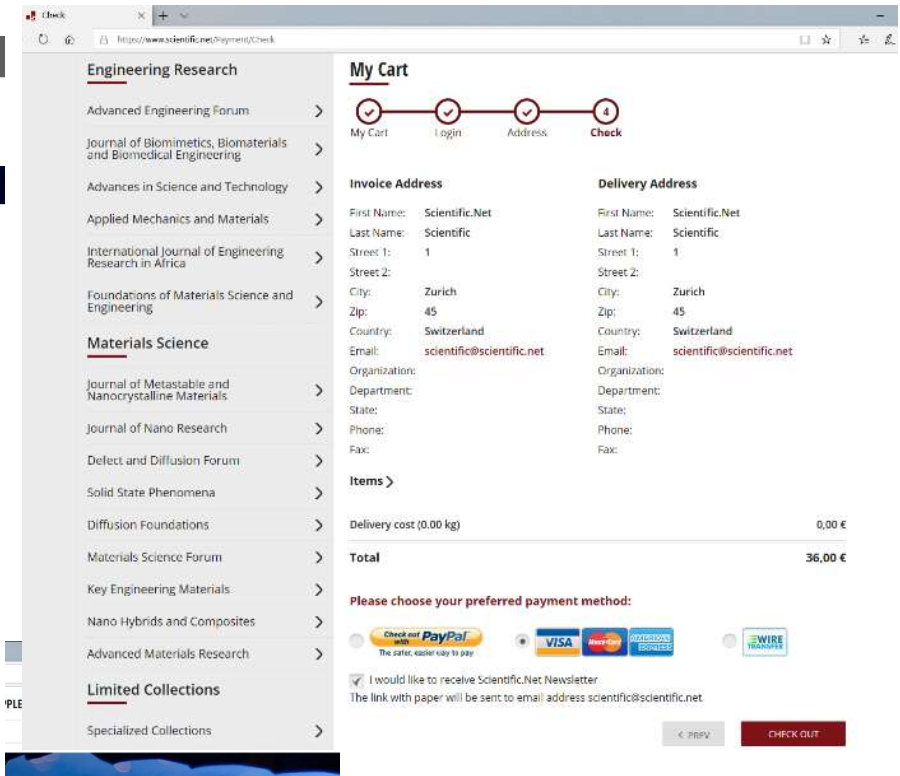 Check
https://www.scientific.net/Payment/Check
Engineering Research
Advanced Engineering Forum
Journal of Biomimetics, Biomaterials
and Biomedical Engineering
Advances in Science and Technology
Applied Mechanics and Materials
International Journal of Engineering
Research in Africa
Foundations of Materials Science and
Engineering
Materials Science
Journal of Metastable and
Nanocrystalline Materials
Journal of Nano Research
Defect and Diffusion Forum
Solid State Phenomena
Diffusion Foundations
Materials Science Forum
Key Engineering Materials
Nano Hybrids and Composites
Advanced Materials Research
Limited Collections
Specialized Collections
My Cart
My Cart Login Address 4 Check
Invoice Address
First Name: Scientific.Net
Last Name: Scientific
Street 1: 1
Street 2:
City: Zurich
Zip: 45
Country: Switzerland
Email: scientific@scientific.net
Organization:
Department:
State:
Phone:
Fax:
Delivery Address
First Name: Scientific.Net
Last Name: Scientific
Street 1: 1
Street 2:
City: Zurich
Zip: 45
Country: Switzerland
Email: scientific@scientific.net
Organization:
Department:
State:
Phone:
Fax:
Items
Delivery cost (0.00 kg) 0,00 €
Total 36,00 €
Please choose your preferred payment method:
Check out with PayPal
The safer, easier way to pay
VISA
MasterCard
AMERICAN EXPRESS
WIRE TRANSFER
I would like to receive Scientific.Net Newsletter
The link with paper will be sent to email address scientific@scientific.net
< PREV
CHECK OUT
PPLE